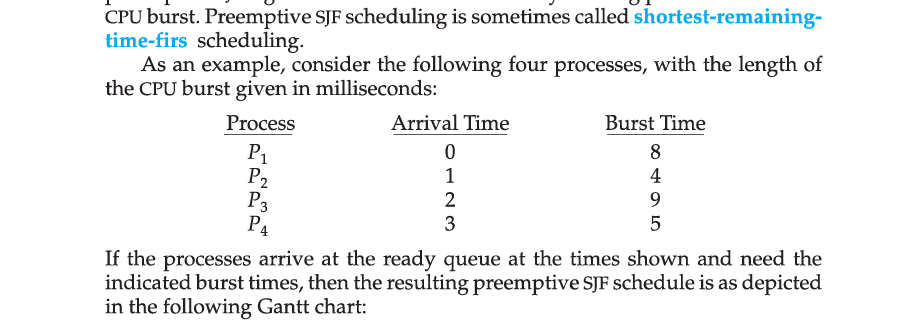 CPU burst. Preemptive SJF scheduling is sometimes called shortest-remaining-
time-firs scheduling.
As an example, consider the following four processes, with the length of
the CPU burst given in milliseconds:
Process Arrival Time Burst Time
P1 0 8
P2 1 4
P3 2 9
P4 3 5
If the processes arrive at the ready queue at the times shown and need the
indicated burst times, then the resulting preemptive SJF schedule is as depicted
in the following Gantt chart: